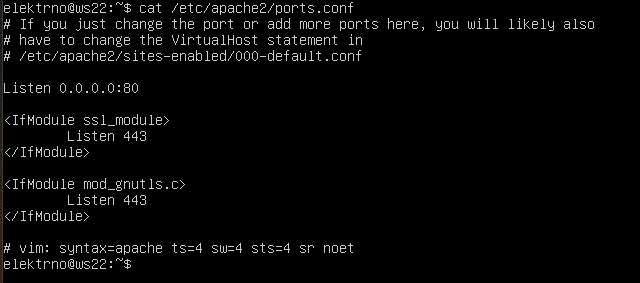 elektrno@ws22:~$ cat /etc/apache2/ports.conf
# If you just change the port or add more ports here, you will likely also
# have to change the VirtualHost statement in
# /etc/apache2/sites-enabled/000-default.conf

Listen 0.0.0.0:80

<IfModule ssl_module>
        Listen 443
</IfModule>

<IfModule mod_gnutls.c>
        Listen 443
</IfModule>

# vim: syntax=apache ts=4 sw=4 sts=4 sr noet
elektrno@ws22:~$